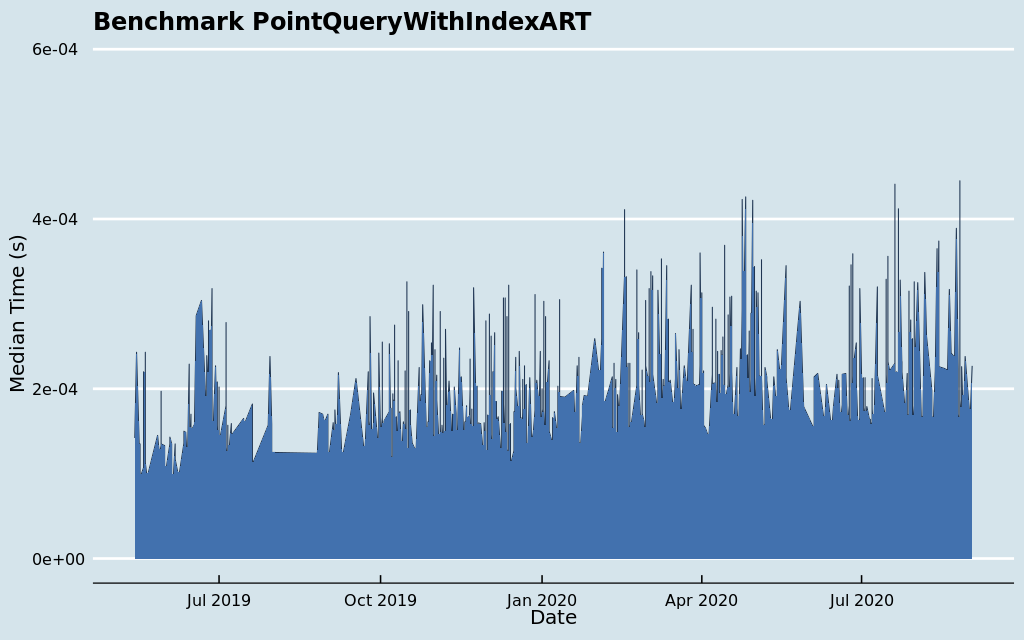 Benchmark PointQueryWithIndexART
6e-04
4e-04
2e-04
0e+00
Median Time (s)
Jul 2019
Oct 2019
Jan 2020
Apr 2020
Jul 2020
Date